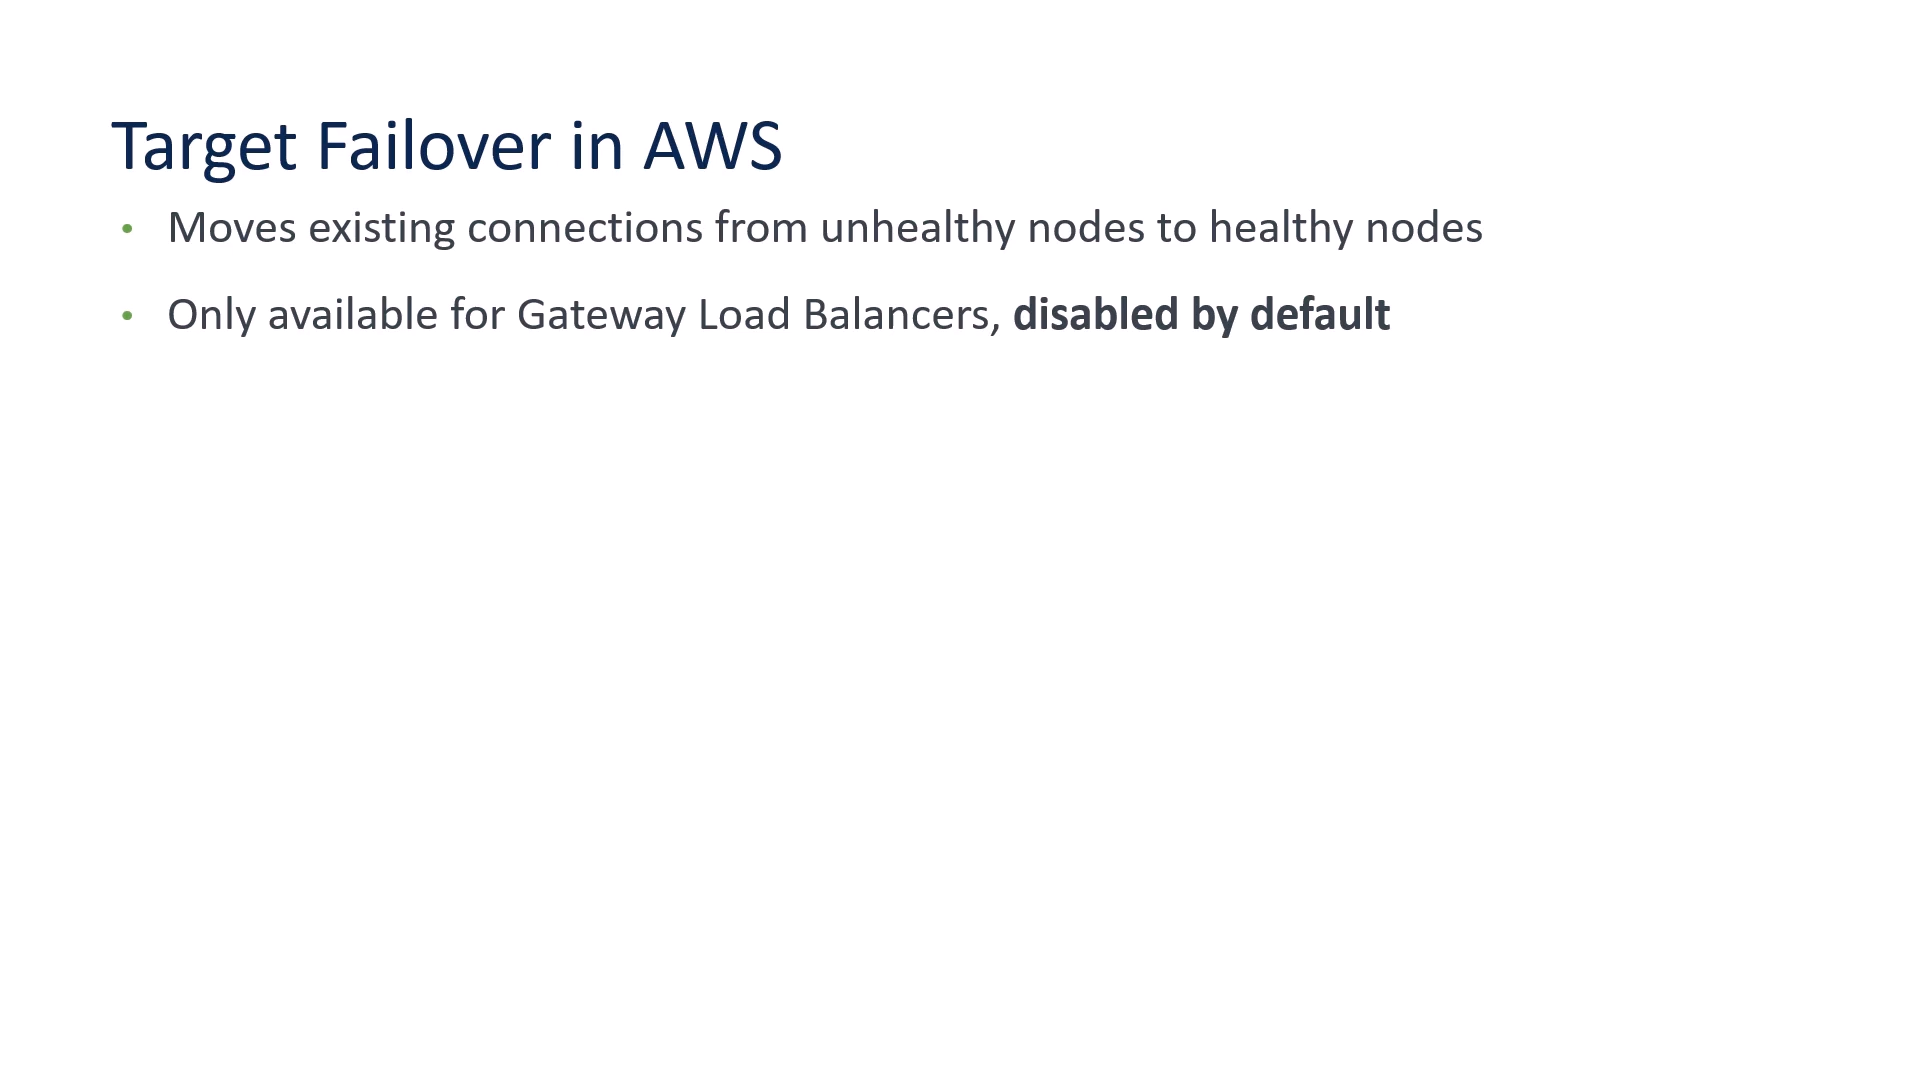 Target Failover in AWS
• Moves existing connections from unhealthy nodes to healthy nodes
• Only available for Gateway Load Balancers, disabled by default